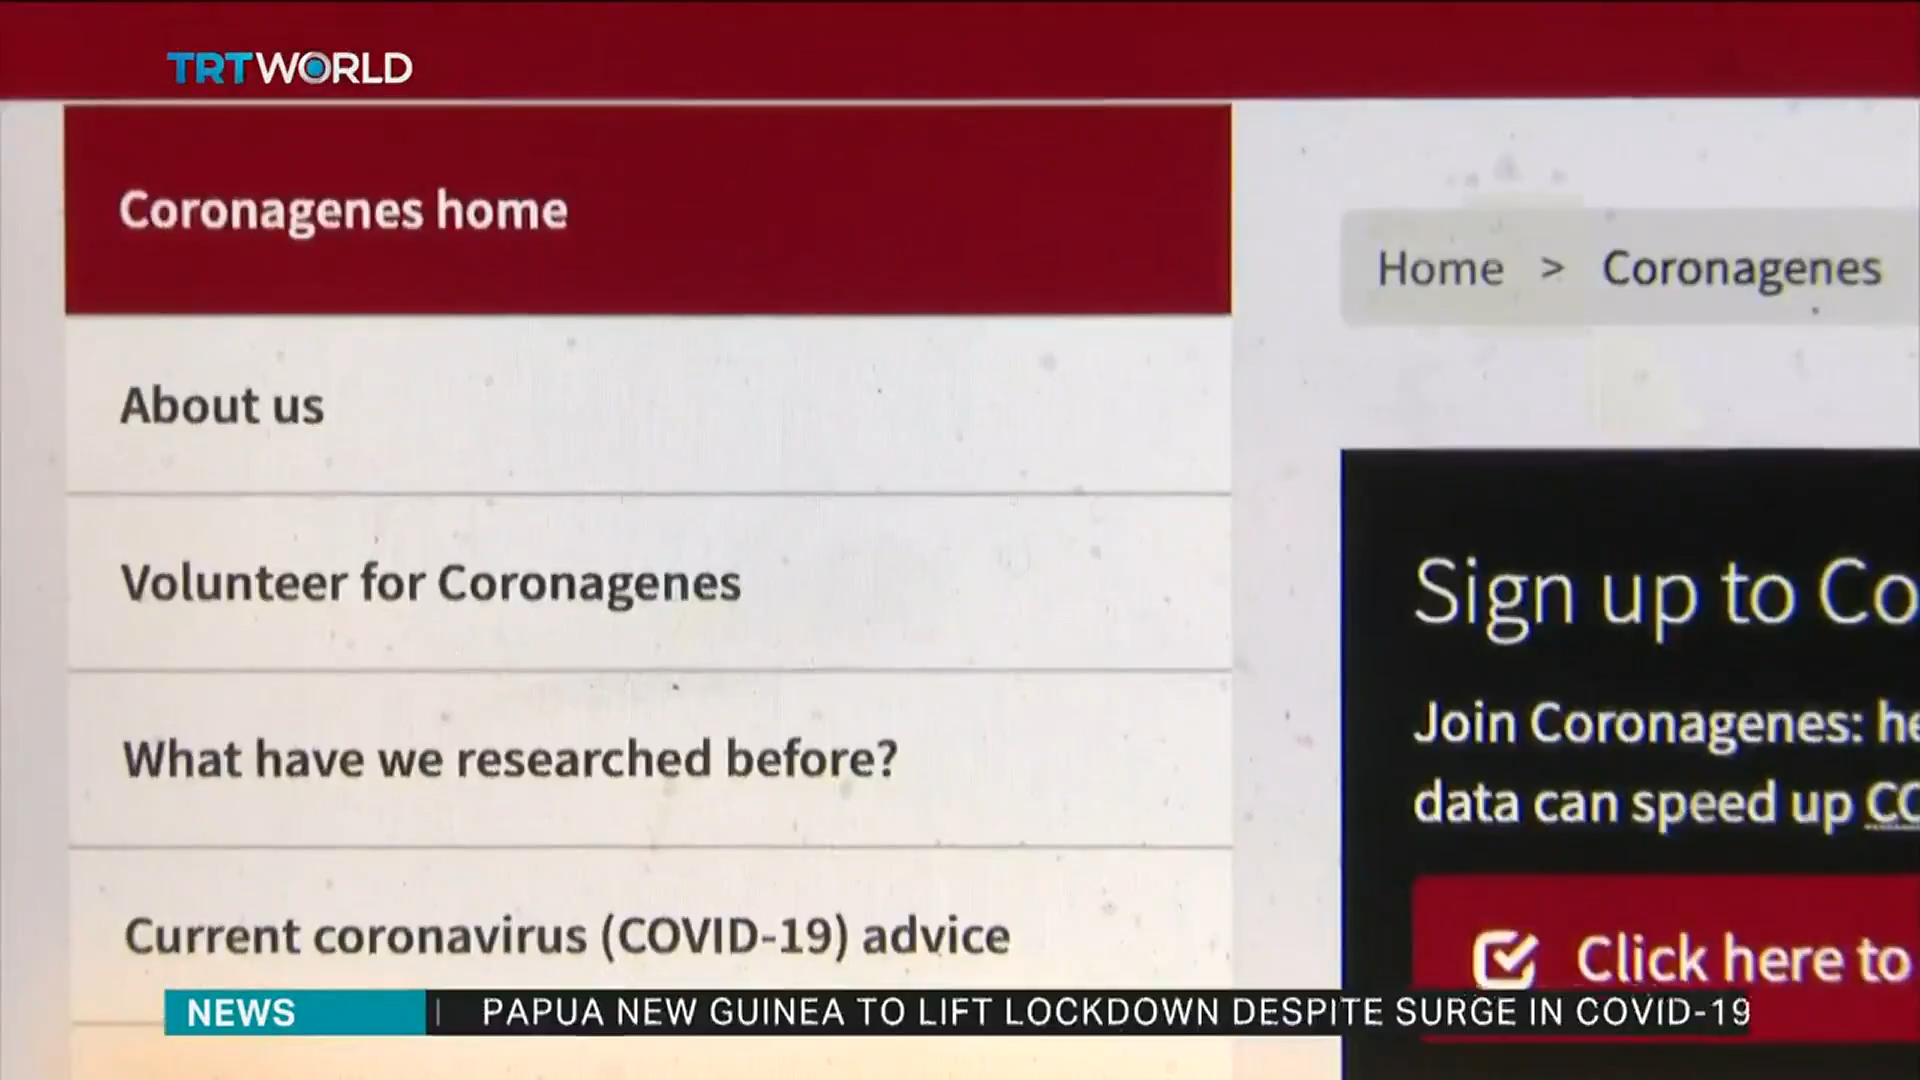 TRT WORLD
Coronagenes home
About us
Volunteer for Coronagenes
What have we researched before?
Current coronavirus (COVID-19) advice
Home > Coronagenes
Sign up to Co
Join Coronagenes: he
data can speed up CO
Click here to
NEWS | PAPUA NEW GUINEA TO LIFT LOCKDOWN DESPITE SURGE IN COVID-19